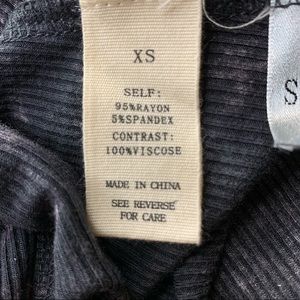 XS
SELF:
95%RAYON
5%SPANDEX
CONTRAST:
100%VISCOSE
MADE IN CHINA
SEE REVERSE
FOR CARE
S